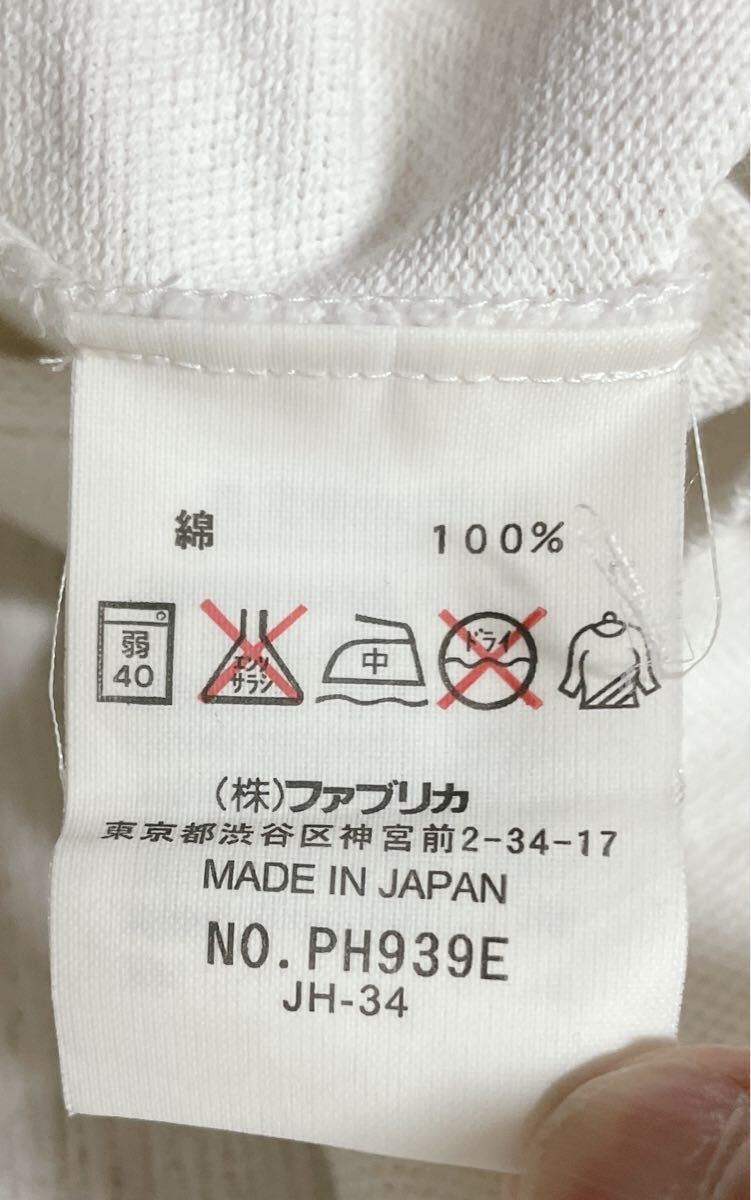 綿 100%
弱 40
エンソ サラシ
中
ドライ
(株)ファブリカ
東京都渋谷区神宮前2-34-17
MADE IN JAPAN
NO.PH939E
JH-34